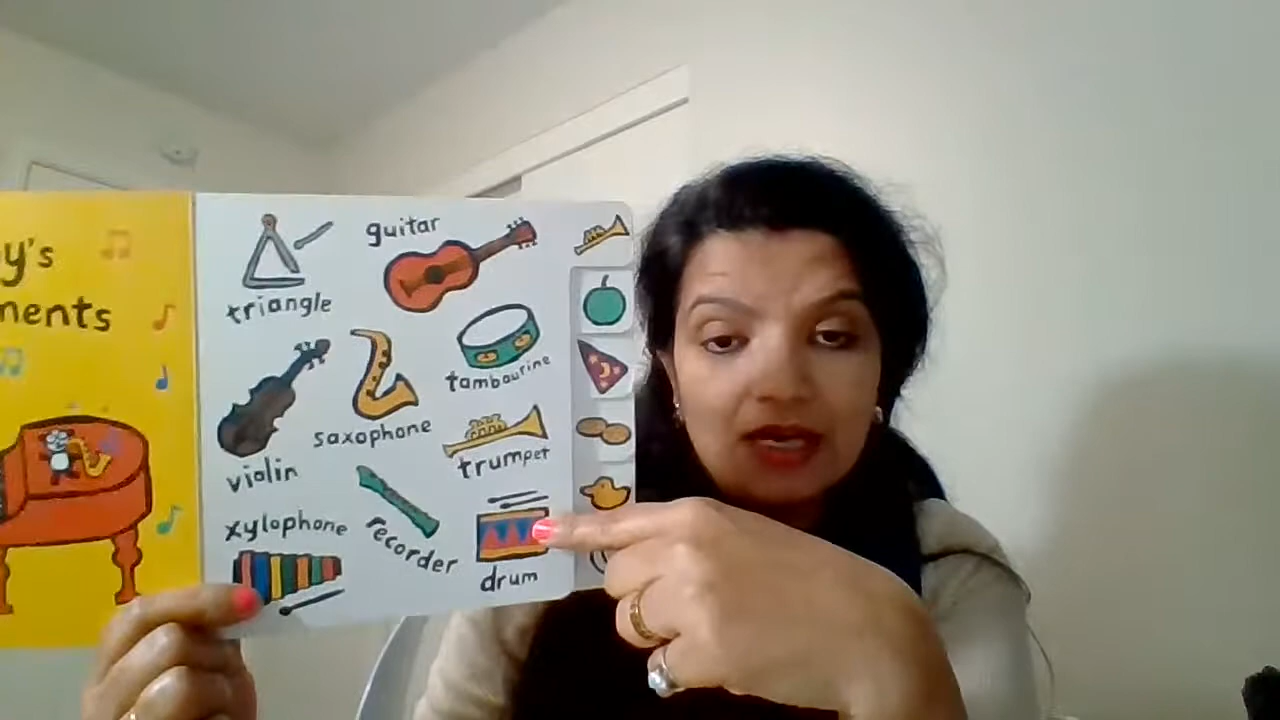 y's
ments
triangle
guitar
tambourine
violin
saxophone
trumpet
xylophone
recorder
drum